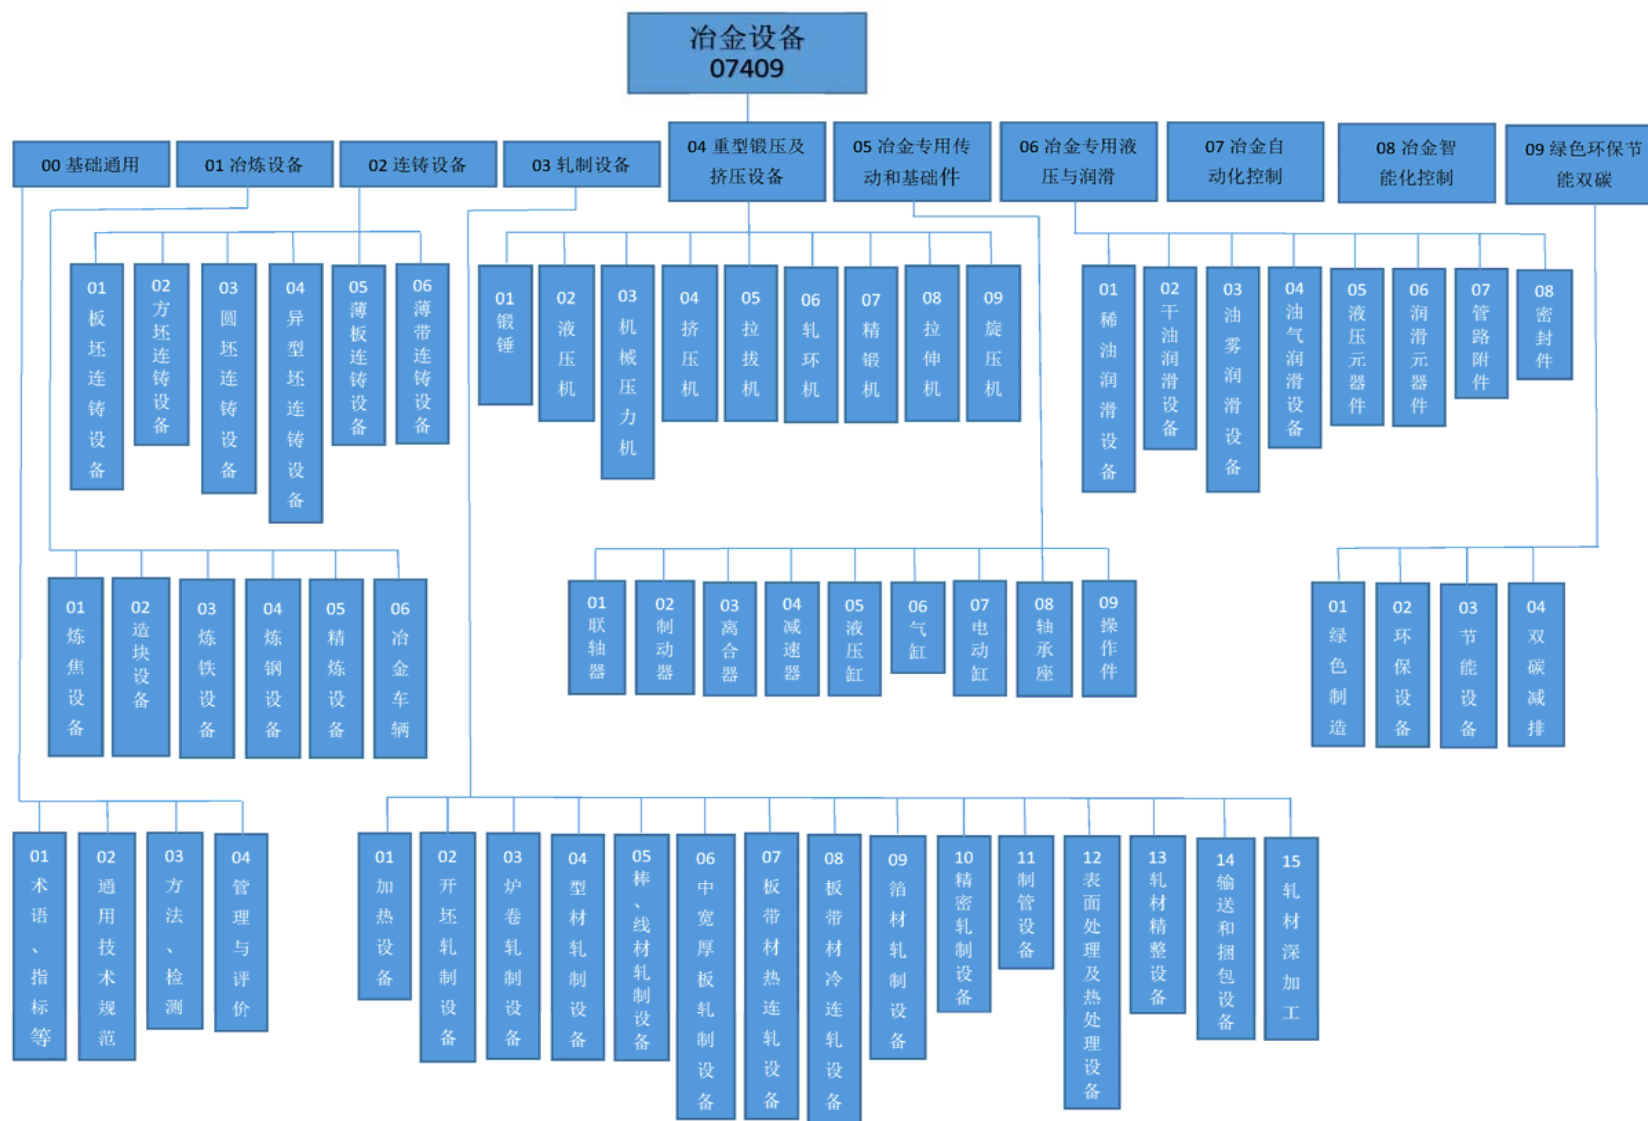 冶金设备
07409
00 基础通用
01 冶炼设备
02 连铸设备
03 轧制设备
04 重型锻压及
挤压设备
05 冶金专用传
动和基础件
06 冶金专用液
压与润滑
07 冶金自
动化控制
08 冶金智
能化控制
09 绿色环保节
能双碳
01 板坯连铸设备
02 方坯连铸设备
03 圆坯连铸设备
04 异型坯连铸设备
05 薄板连铸设备
06 薄带连铸设备
01 锻锤
02 液压机
03 机械压力机
04 挤压机
05 拉拔机
06 轧环机
07 精锻机
08 拉伸机
09 旋压机
01 稀油润滑设备
02 干油润滑设备
03 油雾润滑设备
04 油气润滑设备
05 液压元器件
06 润滑元器件
07 管路附件
08 密封件
01 炼焦设备
02 造块设备
03 炼铁设备
04 炼钢设备
05 精炼设备
06 冶金车辆
01 联轴器
02 制动器
03 离合器
04 减速器
05 液压缸
06 气缸
07 电动缸
08 轴承座
09 操作件
01 绿色制造
02 环保设备
03 节能设备
04 双碳减排
01 术语、指标等
02 通用技术规范
03 方法、检测
04 管理与评价
01 加热设备
02 开坯轧制设备
03 炉卷轧制设备
04 型材轧制设备
05 棒、线材轧制设备
06 中宽厚板轧制设备
07 板带材热连轧设备
08 板带材冷连轧设备
09 箔材轧制设备
10 精密轧制设备
11 制管设备
12 表面处理及热处理设备
13 轧材精整设备
14 输送和捆包设备
15 轧材深加工